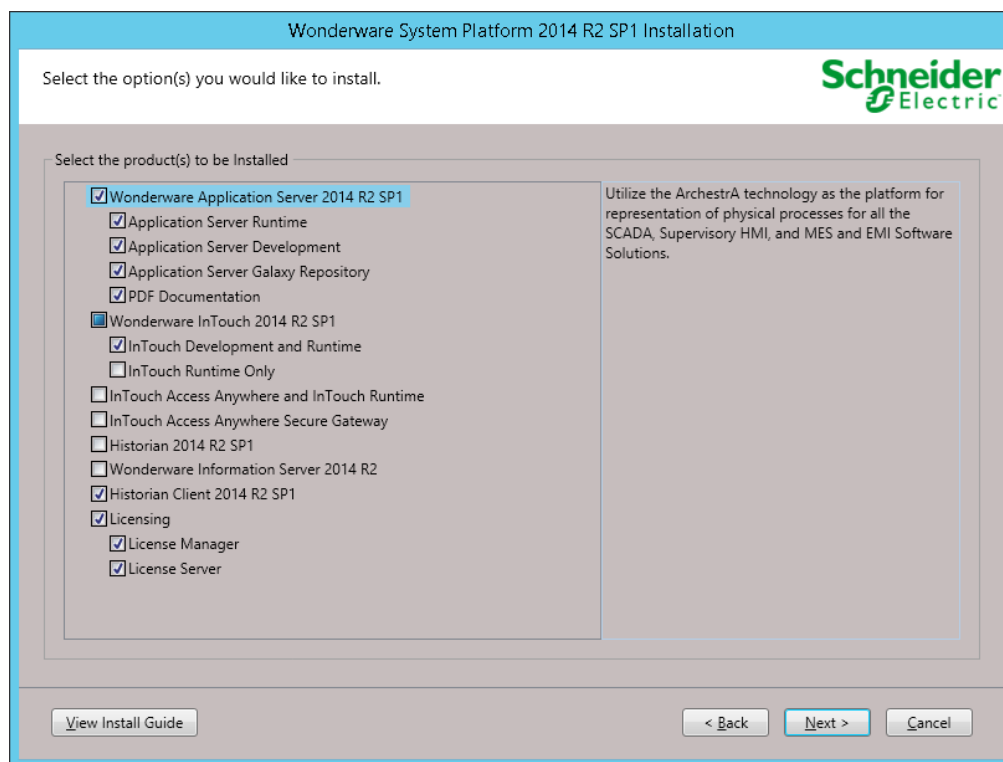 Wonderware System Platform 2014 R2 SP1 Installation
Select the option(s) you would like to install.
Schneider
Electric
Select the product(s) to be Installed
Wonderware Application Server 2014 R2 SP1
Application Server Runtime
Application Server Development
Application Server Galaxy Repository
PDF Documentation
Wonderware InTouch 2014 R2 SP1
InTouch Development and Runtime
InTouch Runtime Only
InTouch Access Anywhere and InTouch Runtime
InTouch Access Anywhere Secure Gateway
Historian 2014 R2 SP1
Wonderware Information Server 2014 R2
Historian Client 2014 R2 SP1
Licensing
License Manager
License Server
Utilize the ArchestrA technology as the platform for
representation of physical processes for all the
SCADA, Supervisory HMI, and MES and EMI Software
Solutions.
View Install Guide
< Back
Next >
Cancel